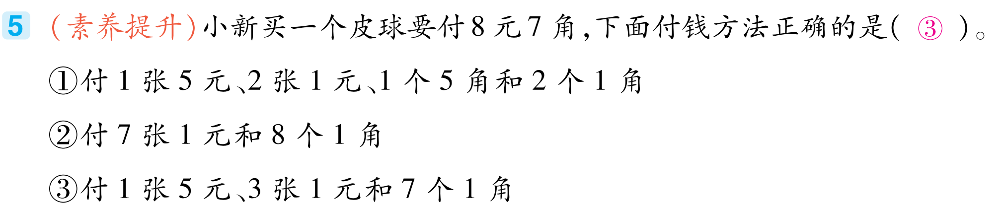 5 (素养提升)小新买一个皮球要付8元7角,下面付钱方法正确的是( ③ )。
①付1张5元、2张1元、1个5角和2个1角
②付7张1元和8个1角
③付1张5元、3张1元和7个1角